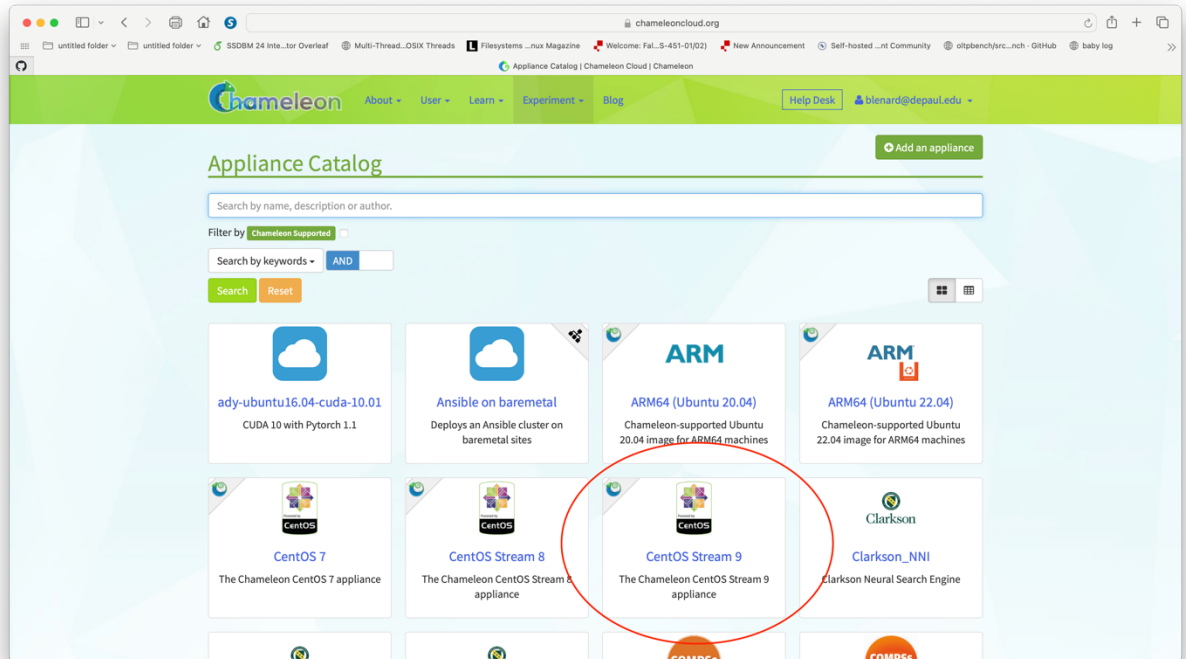 chameleoncloud.org
untitled folder
untitled folder
SSDBM 24 Inte...tor Overleaf
Multi-Thread...OSIX Threads
Filesystems ...nux Magazine
Welcome: Fal...S-451-01/02)
New Announcement
Self-hosted ...nt Community
oltpbench/src...nch · GitHub
baby log
Appliance Catalog | Chameleon Cloud | Chameleon
Chameleon
About
User
Learn
Experiment
Blog
Help Desk
blenard@depaul.edu
Appliance Catalog
Add an appliance
Search by name, description or author.
Filter by Chameleon Supported
Search by keywords
AND
Search
Reset
ady-ubuntu16.04-cuda-10.01
CUDA 10 with Pytorch 1.1
Ansible on baremetal
Deploys an Ansible cluster on
baremetal sites
ARM
ARM64 (Ubuntu 20.04)
Chameleon-supported Ubuntu
20.04 image for ARM64 machines
ARM
ARM64 (Ubuntu 22.04)
Chameleon-supported Ubuntu
22.04 image for ARM64 machines
CentOS
CentOS 7
The Chameleon CentOS 7 appliance
CentOS
CentOS Stream 8
The Chameleon CentOS Stream 8
appliance
CentOS
CentOS Stream 9
The Chameleon CentOS Stream 9
appliance
Clarkson
Clarkson_NNI
Clarkson Neural Search Engine
COMPSs
COMPSs